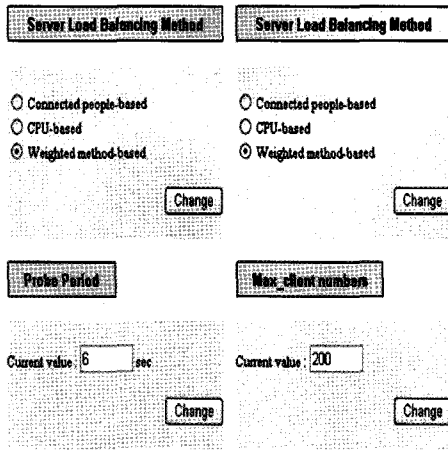 Server Load Balancing Method
Server Load Balancing Method
Connected people-based
CPU-based
Weighted method-based
Change
Connected people-based
CPU-based
Weighted method-based
Change
Probe Period
Max_client numbers
Current value : 6 sec
Change
Current value : 200
Change